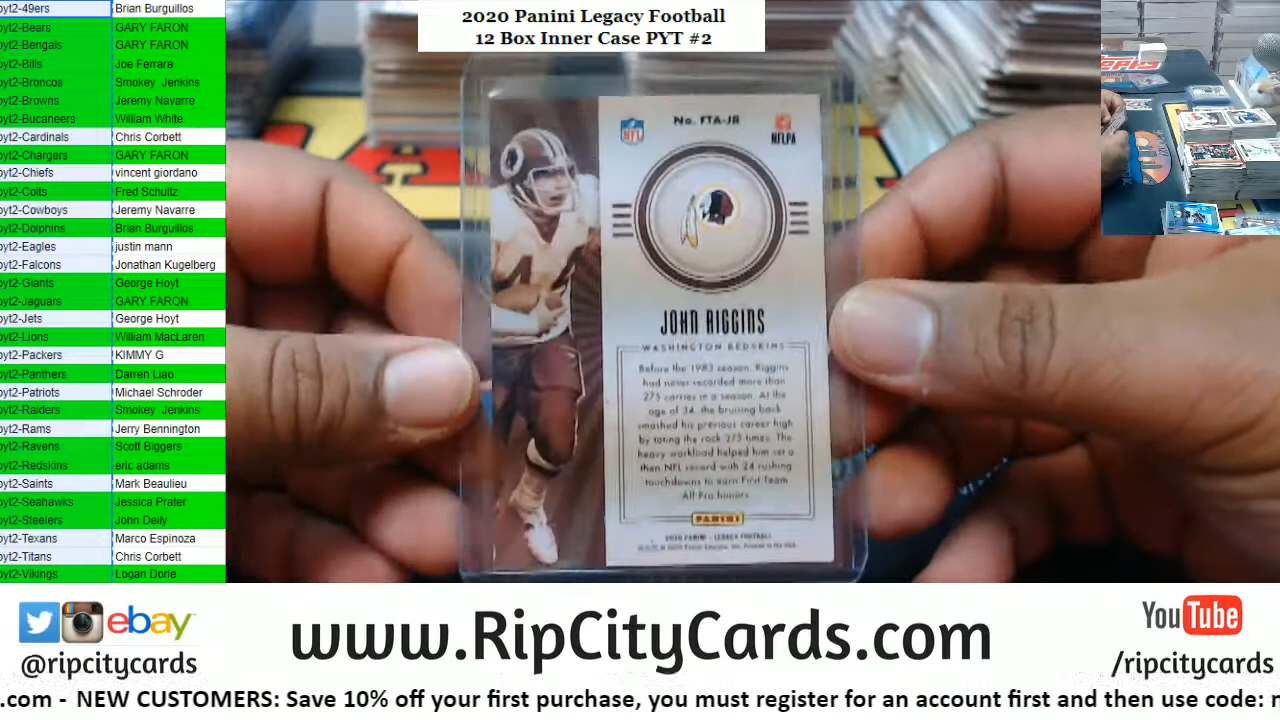 2020 Panini Legacy Football
12 Box Inner Case PYT #2
pyt2-49ers Brian Burguillos
pyt2-Bears GARY FARON
pyt2-Bengals GARY FARON
pyt2-Bills Joe Ferrara
pyt2-Broncos Smokey Jenkins
pyt2-Browns Jeremy Navarre
pyt2-Bucaneers William White
pyt2-Cardinals Chris Corbett
pyt2-Chargers GARY FARON
pyt2-Chiefs vincent giordano
pyt2-Colts Fred Schultz
pyt2-Cowboys Jeremy Navarre
pyt2-Dolphins Brian Burguillos
pyt2-Eagles justin mann
pyt2-Falcons Jonathan Kugelberg
pyt2-Giants George Hoyt
pyt2-Jaguars GARY FARON
pyt2-Jets George Hoyt
pyt2-Lions William MacLaren
pyt2-Packers KIMMY G
pyt2-Panthers Darren Liao
pyt2-Patriots Michael Schroder
pyt2-Raiders Smokey Jenkins
pyt2-Rams Jerry Bennington
pyt2-Ravens Scott Biggers
pyt2-Redskins eric adams
pyt2-Saints Mark Beaulieu
pyt2-Seahawks Jessica Prater
pyt2-Steelers John Deily
pyt2-Texans Marco Espinoza
pyt2-Titans Chris Corbett
pyt2-Vikings Logan Dorle
No. FTA-JR
NFL
NFLPA
JOHN RIGGINS
WASHINGTON REDSKINS
Before the 1983 season, Riggins
had never recorded more than
275 carries in a season. At the
age of 34, the bruising back
smashed his previous career high
by toting the rock 375 times. The
heavy workload helped him set a
then NFL record with 24 rushing
touchdowns to earn First Team
All-Pro honors.
PANINI
2020 PANINI - LEGACY FOOTBALL
44
TOPPS
ebay
@ripcitycards
www.RipCityCards.com
YouTube
/ripcitycards
.com - NEW CUSTOMERS: Save 10% off your first purchase, you must register for an account first and then use code: